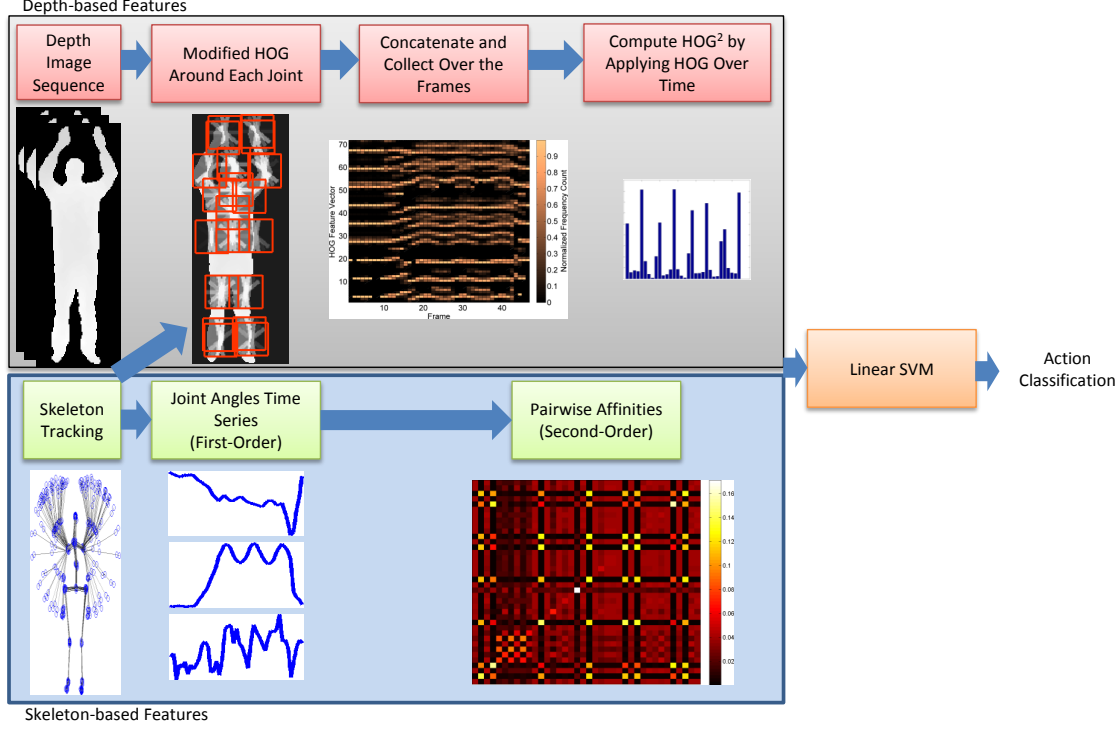 Depth-based Features
Depth
Image
Sequence
Modified HOG
Around Each Joint
Concatenate and
Collect Over the
Frames
Compute HOG² by
Applying HOG Over
Time
70
60
50
40
30
20
10
HOG Feature Vector
10
20
30
40
Frame
0.9
0.8
0.7
0.6
0.5
0.4
0.3
0.2
0.1
0
Normalized Frequency Count
Linear SVM
Action
Classification
Skeleton
Tracking
Joint Angles Time
Series
(First-Order)
Pairwise Affinities
(Second-Order)
0.16
0.14
0.12
0.1
0.08
0.06
0.04
0.02
Skeleton-based Features